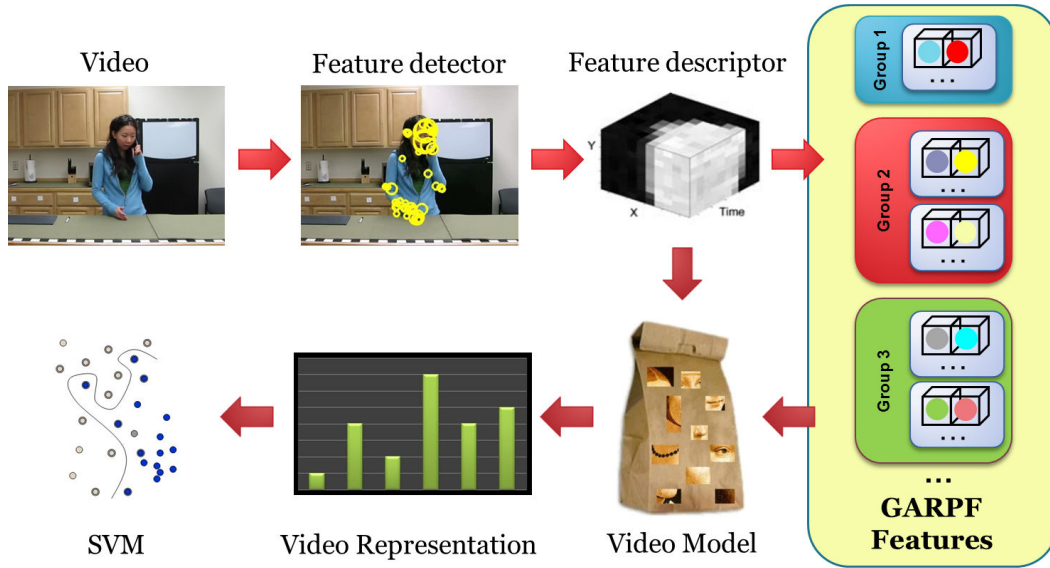 Video
Feature detector
Feature descriptor
Y
X
Time
Group 1
...
Group 2
...
...
Group 3
...
...
...
GARPF
Features
SVM
Video Representation
Video Model